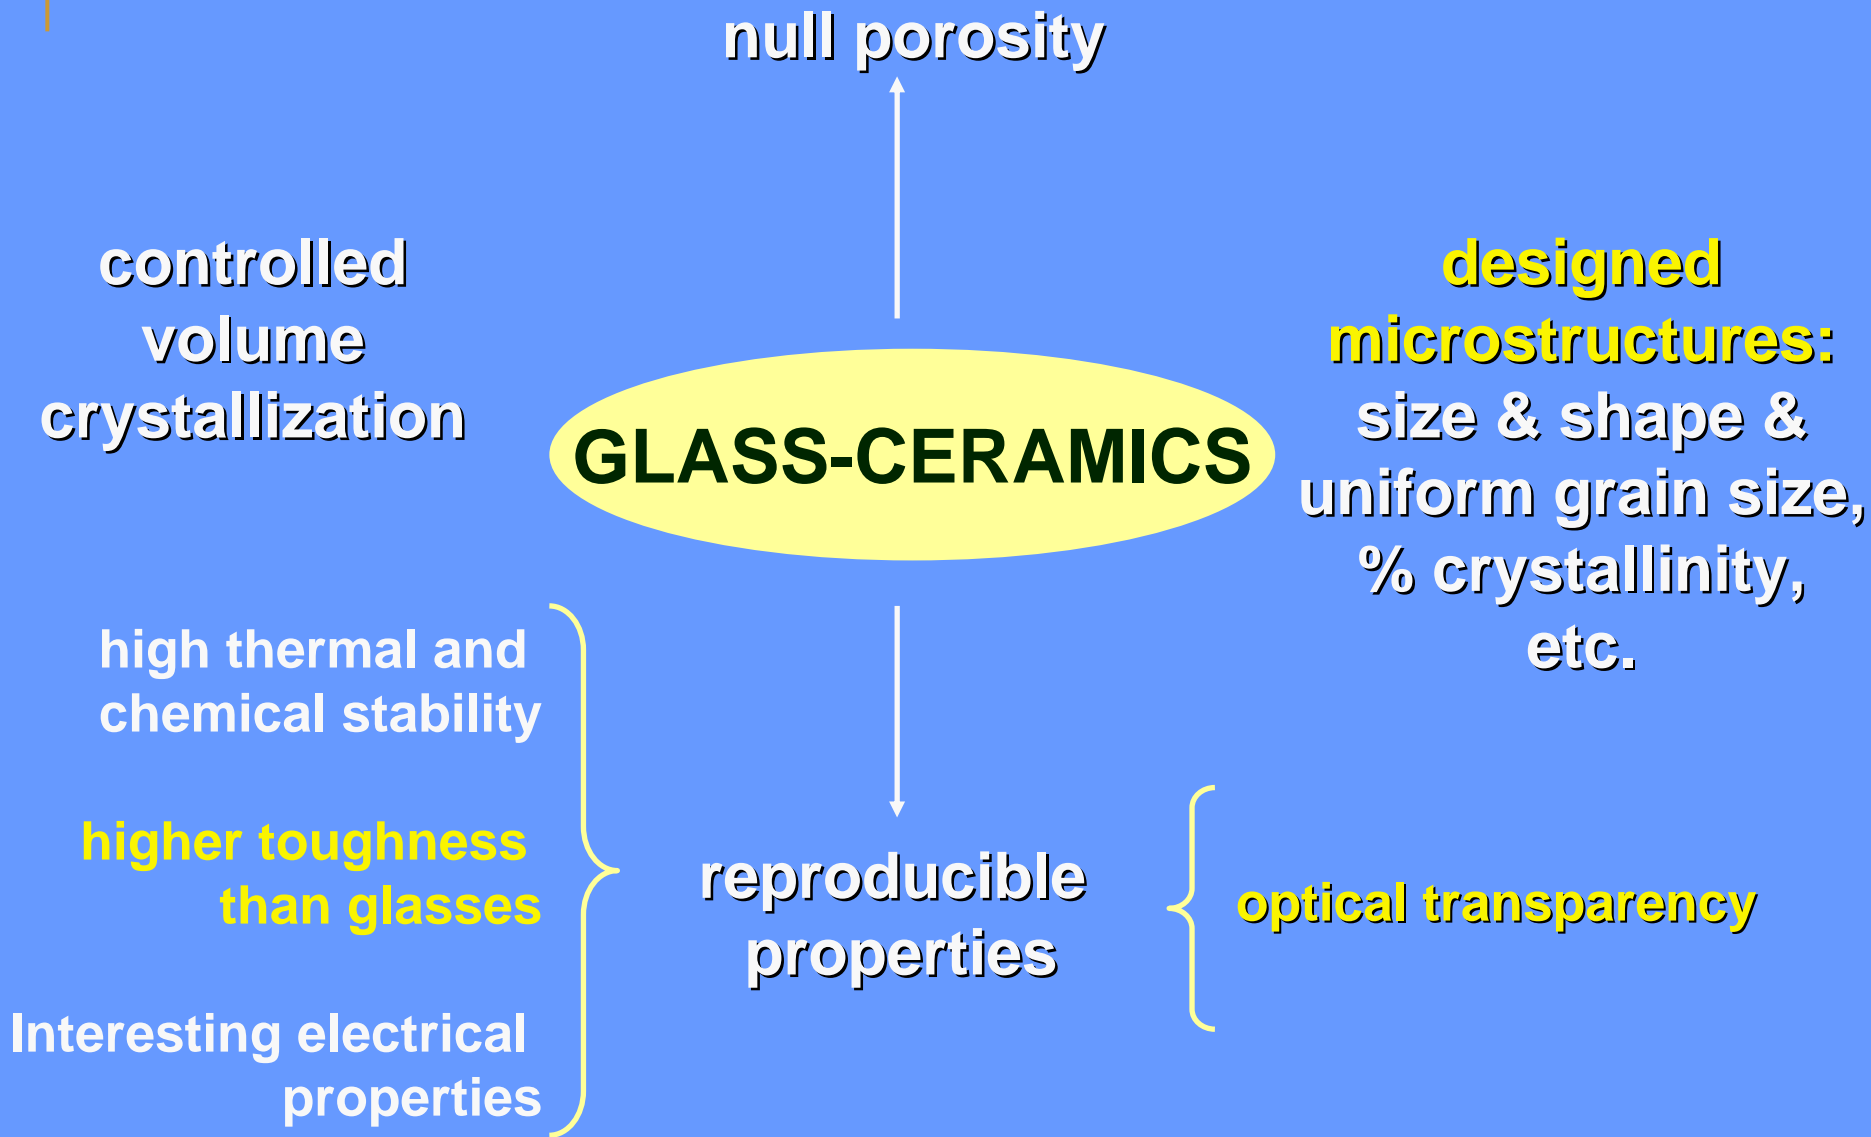 null porosity
controlled
volume
crystallization
GLASS-CERAMICS
designed
microstructures:
size & shape &
uniform grain size,
% crystallinity,
etc.
high thermal and
chemical stability
higher toughness
than glasses
Interesting electrical
properties
reproducible
properties
optical transparency